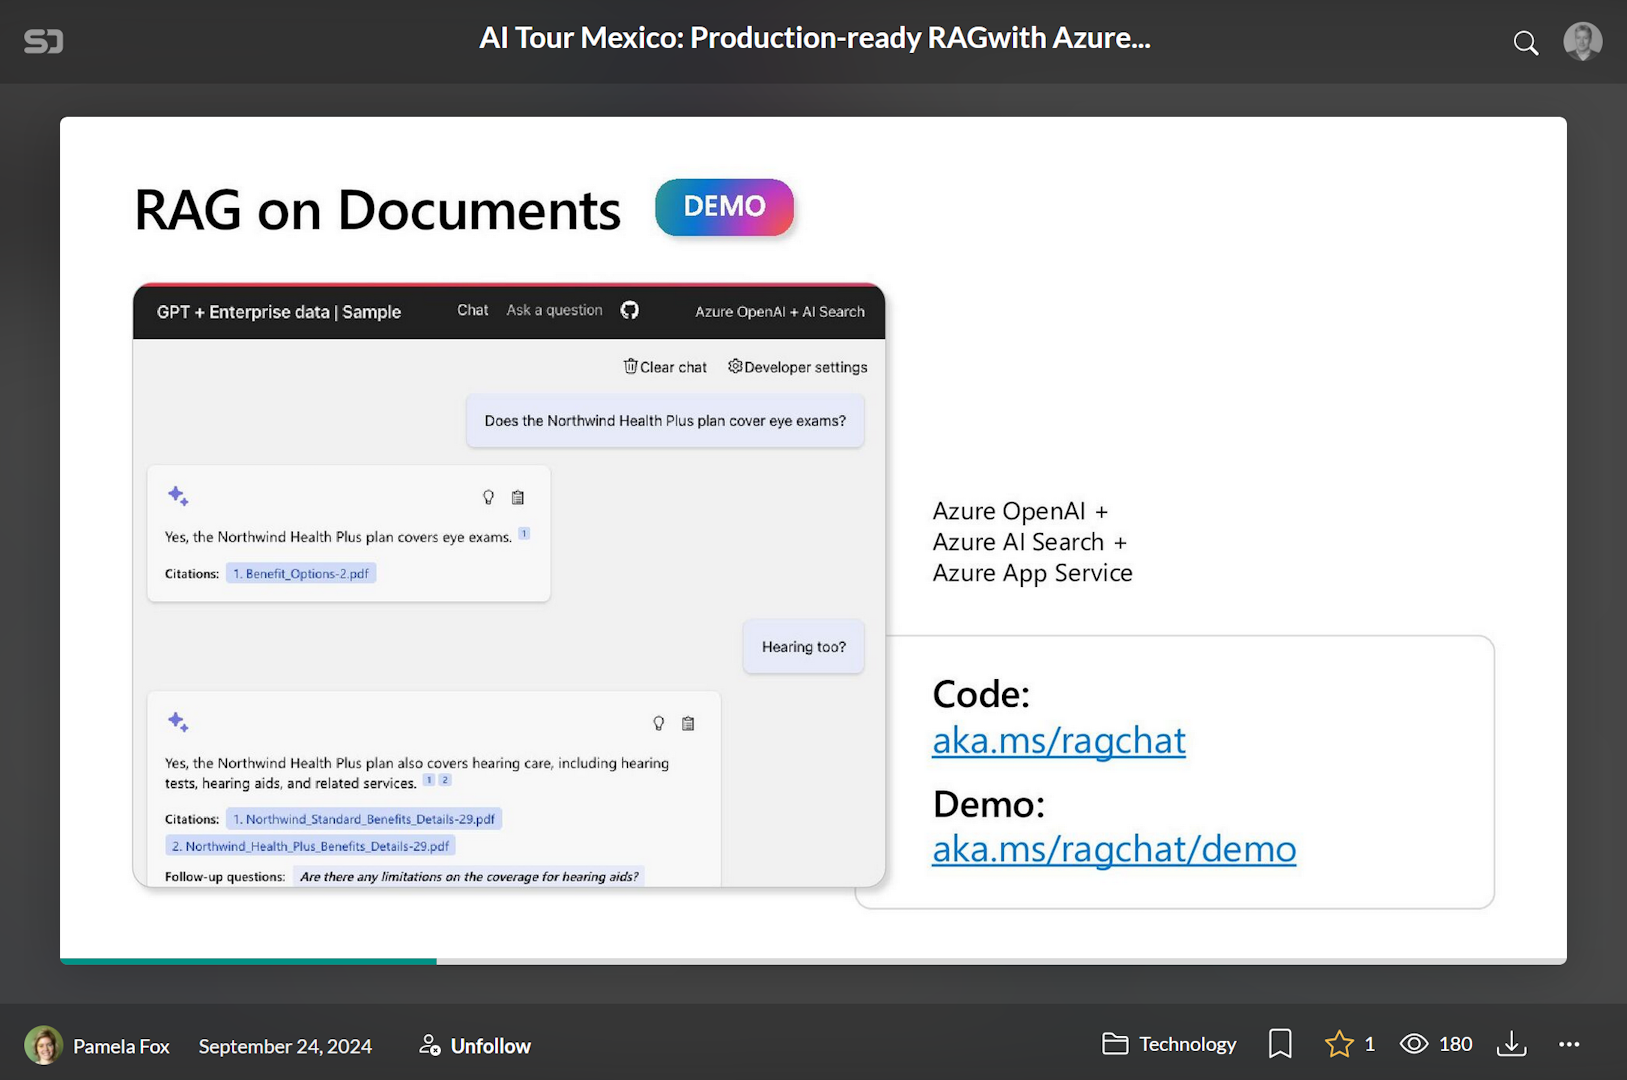 SD
AI Tour Mexico: Production-ready RAGwith Azure...
RAG on Documents
DEMO
GPT + Enterprise data | Sample
Chat
Ask a question
Azure OpenAI + AI Search
Clear chat
Developer settings
Does the Northwind Health Plus plan cover eye exams?
Yes, the Northwind Health Plus plan covers eye exams. 1
Citations: 1. Benefit_Options-2.pdf
Hearing too?
Yes, the Northwind Health Plus plan also covers hearing care, including hearing
tests, hearing aids, and related services. 1 2
Citations: 1. Northwind_Standard_Benefits_Details-29.pdf
2. Northwind_Health_Plus_Benefits_Details-29.pdf
Follow-up questions: Are there any limitations on the coverage for hearing aids?
Azure OpenAI +
Azure AI Search +
Azure App Service
Code:
aka.ms/ragchat
Demo:
aka.ms/ragchat/demo
Pamela Fox
September 24, 2024
Unfollow
Technology
1
180